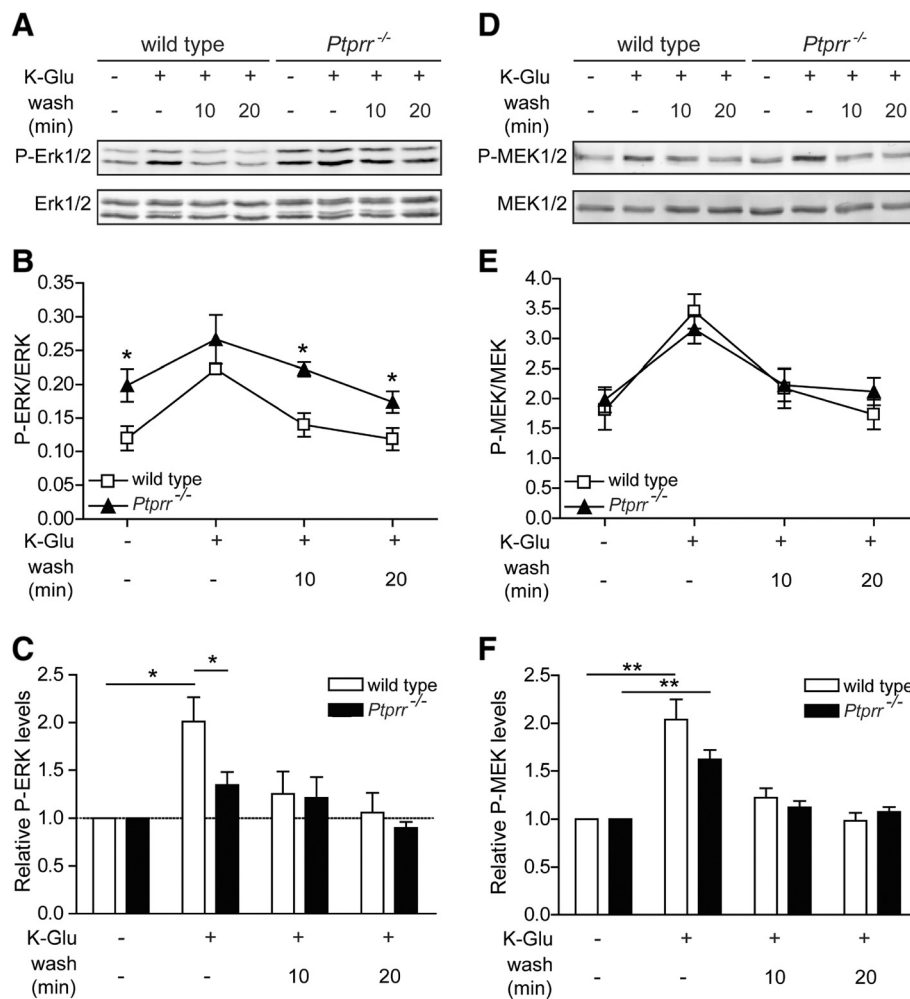 A
wild type Ptprr -/-
K-Glu - + + + - + + +
wash (min) - - 10 20 - - 10 20
P-Erk1/2
Erk1/2
B
0.35
0.30
0.25
0.20
0.15
0.10
0.05
0.00
P-ERK/ERK
* * *
wild type
Ptprr -/-
K-Glu - + + +
wash (min) - - 10 20
C
2.5
2.0
1.5
1.0
0.5
0.0
Relative P-ERK levels
* *
wild type
Ptprr -/-
K-Glu - + + +
wash (min) - - 10 20
D
wild type Ptprr -/-
K-Glu - + + + - + + +
wash (min) - - 10 20 - - 10 20
P-MEK1/2
MEK1/2
E
4.0
3.5
3.0
2.5
2.0
1.5
1.0
0.5
0.0
P-MEK/MEK
wild type
Ptprr -/-
K-Glu - + + +
wash (min) - - 10 20
F
2.5
2.0
1.5
1.0
0.5
0.0
Relative P-MEK levels
** **
wild type
Ptprr -/-
K-Glu - + + +
wash (min) - - 10 20